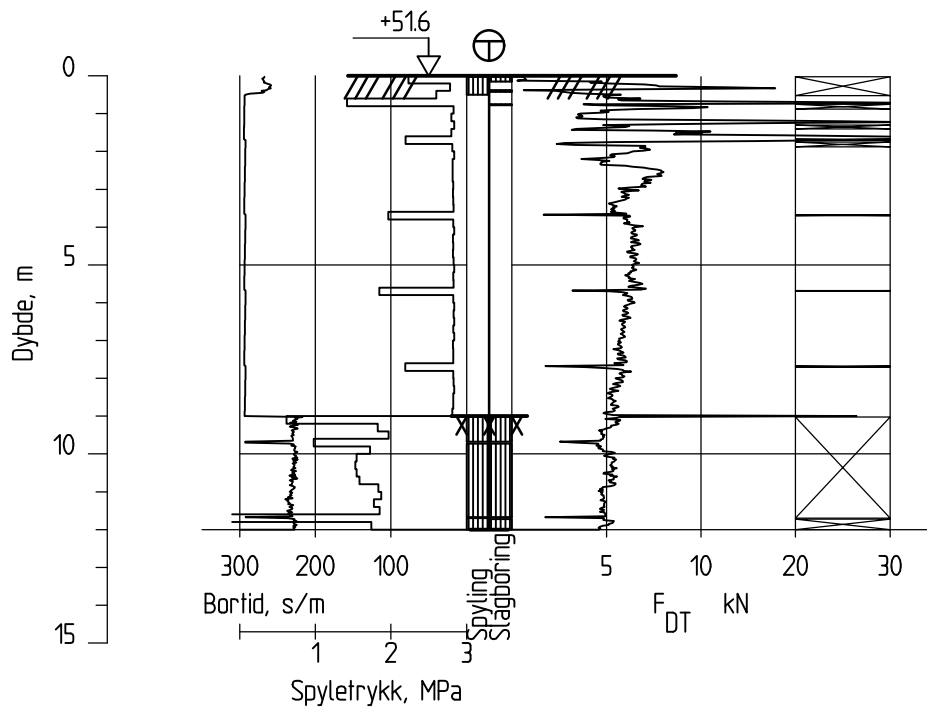 +51.6
0
5
10
15
Dybde, m
300 200 100
Bortid, s/m
Spyling
Slagboring
5 10 20 30
FDT kN
1 2 3
Spyletrykk, MPa